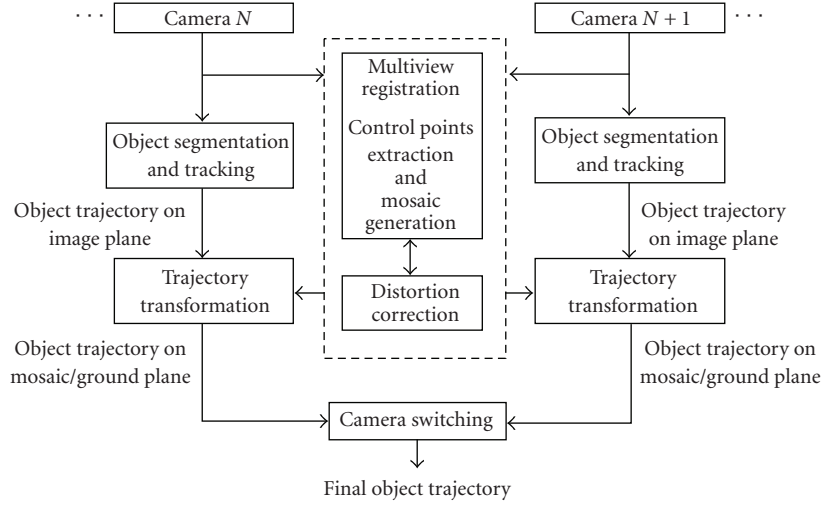 · · ·
Camera N
Camera N + 1
· · ·
Multiview
registration
Control points
extraction
and
mosaic
generation
Object segmentation
and tracking
Object segmentation
and tracking
Object trajectory on
image plane
Object trajectory
on image plane
Trajectory
transformation
Distortion
correction
Trajectory
transformation
Object trajectory on
mosaic/ground plane
Object trajectory on
mosaic/ground plane
Camera switching
Final object trajectory